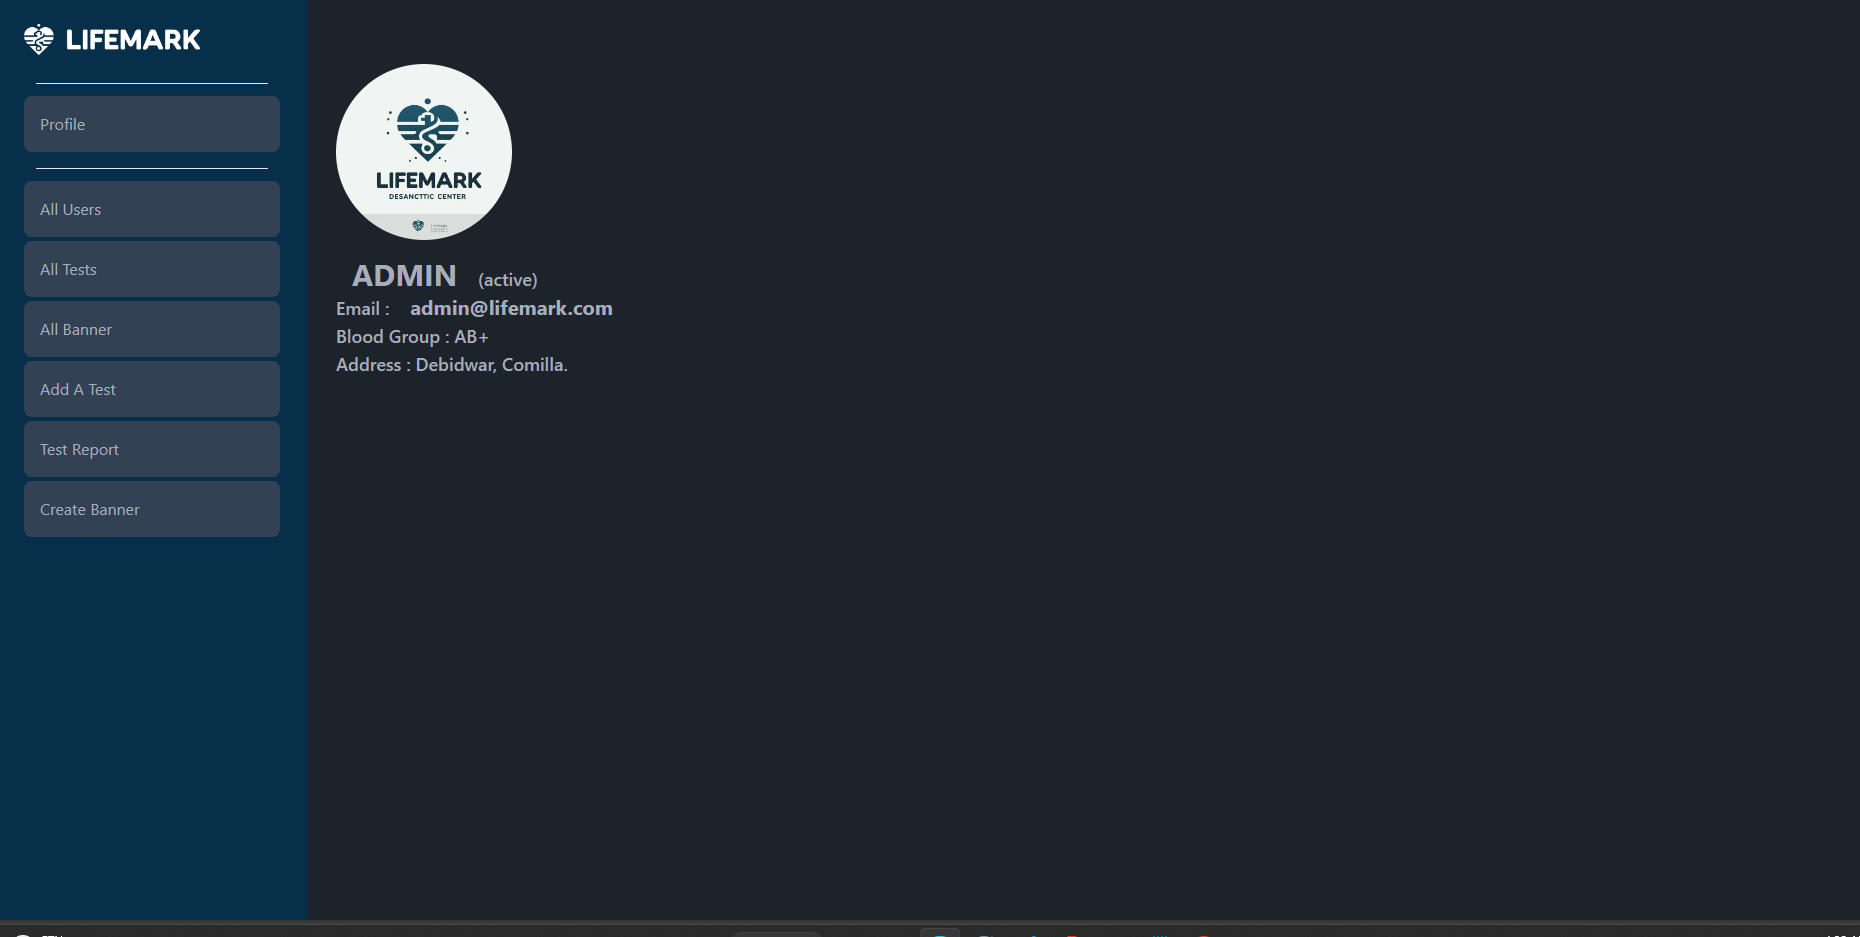 LIFEMARK
Profile
All Users
All Tests
All Banner
Add A Test
Test Report
Create Banner
LIFEMARK
DESANCTTIC CENTER
ADMIN (active)
Email : admin@lifemark.com
Blood Group : AB+
Address : Debidwar, Comilla.